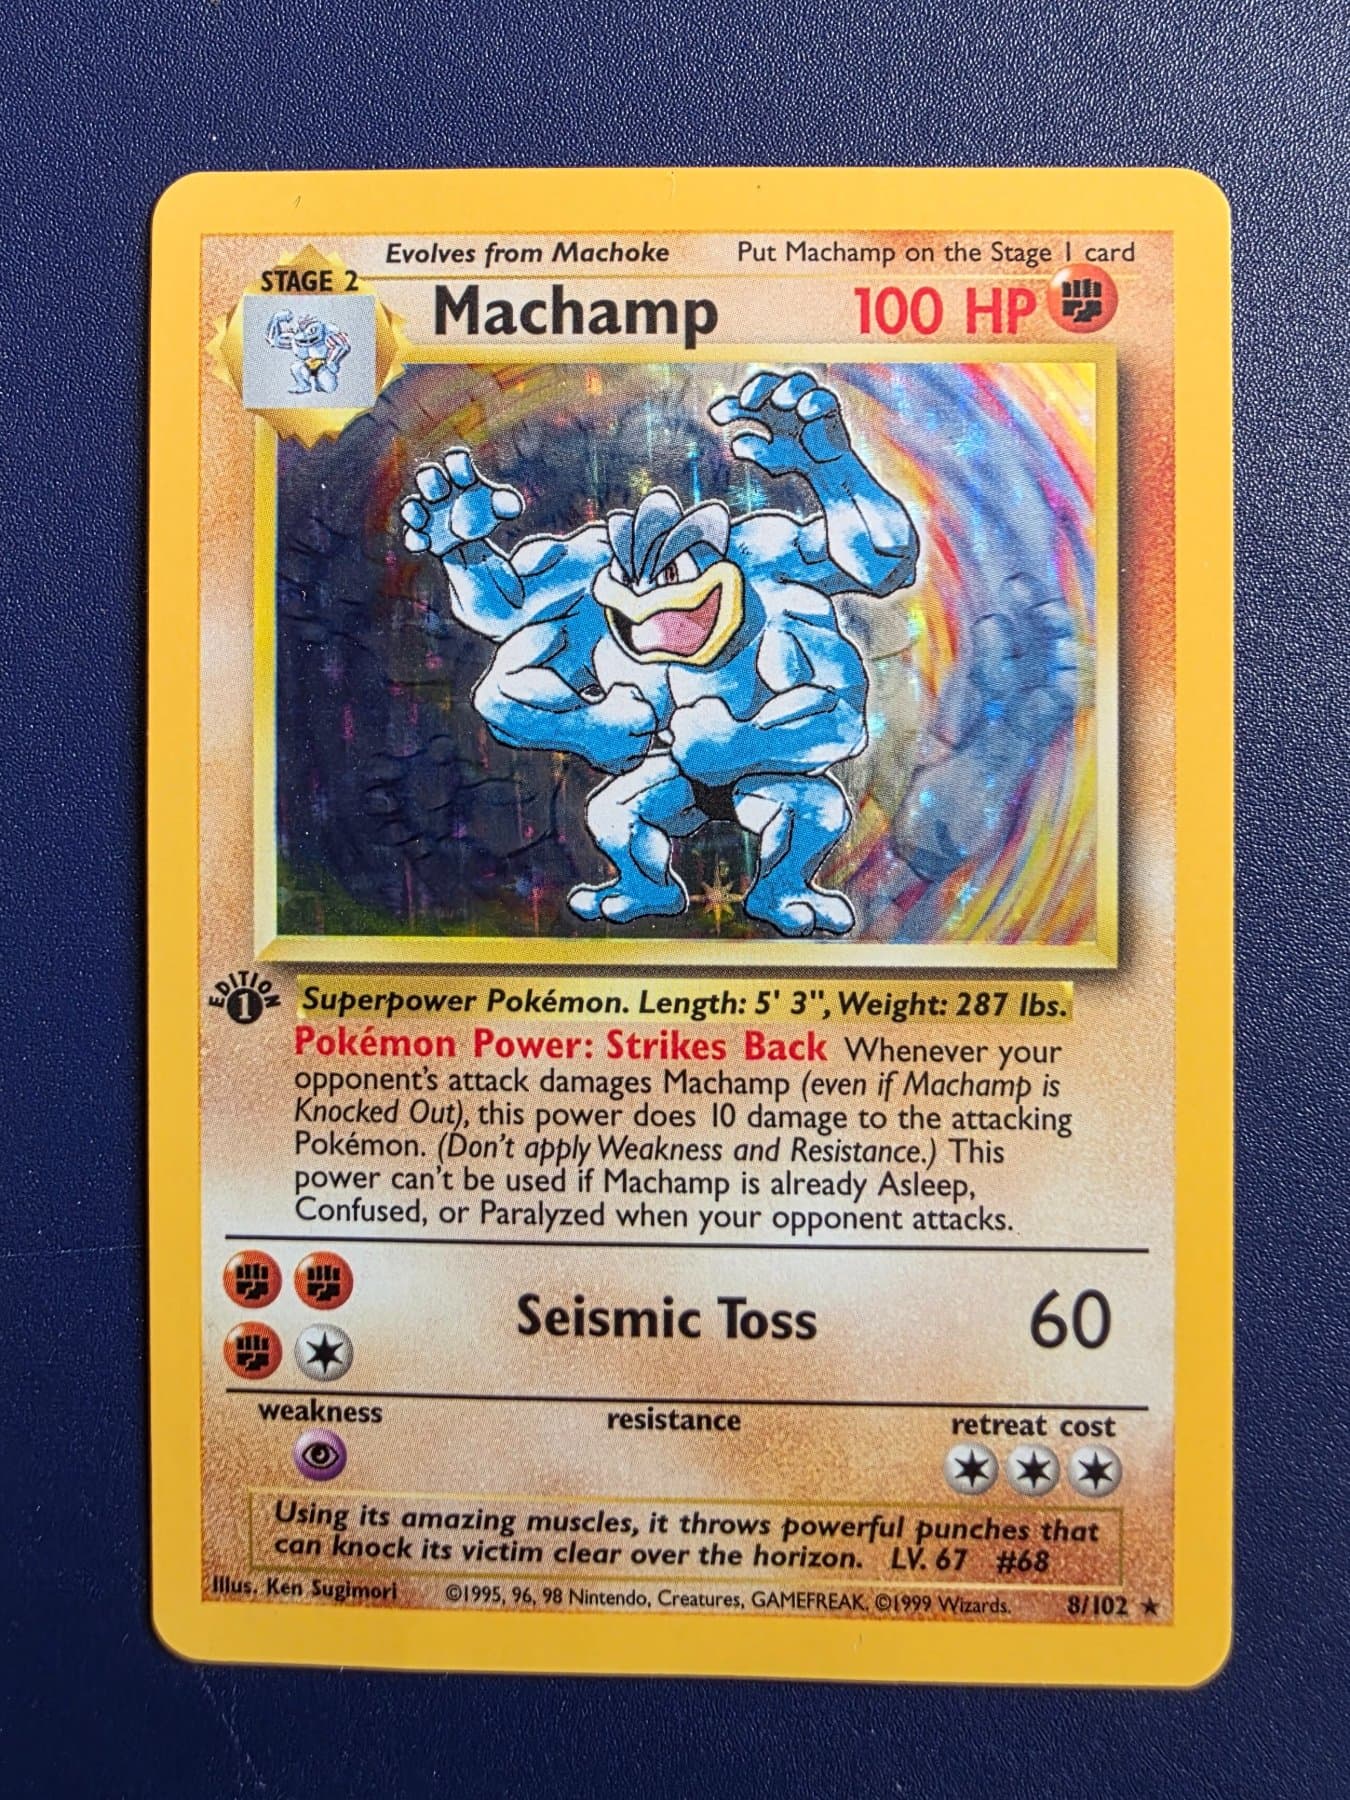 Evolves from Machoke Put Machamp on the Stage 1 card
STAGE 2
Machamp 100 HP
EDITION
1
Superpower Pokémon. Length: 5' 3", Weight: 287 lbs.
Pokémon Power: Strikes Back Whenever your
opponent's attack damages Machamp (even if Machamp is
Knocked Out), this power does 10 damage to the attacking
Pokémon. (Don't apply Weakness and Resistance.) This
power can't be used if Machamp is already Asleep,
Confused, or Paralyzed when your opponent attacks.
Seismic Toss 60
weakness resistance retreat cost
Using its amazing muscles, it throws powerful punches that
can knock its victim clear over the horizon. LV. 67 #68
Illus. Ken Sugimori ©1995, 96, 98 Nintendo, Creatures, GAMEFREAK. ©1999 Wizards. 8/102 ★